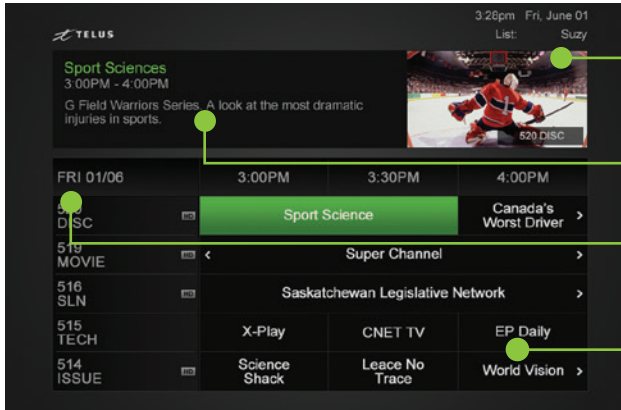 3:28pm Fri, June 01
TELUS
List: Suzy
Sport Sciences
3:00PM - 4:00PM
G Field Warriors Series. A look at the most dramatic
injuries in sports.
520 DISC
FRI 01/06 3:00PM 3:30PM 4:00PM
DISC HD Sport Science Canada's
Worst Driver >
519
MOVIE HD < Super Channel >
516
SLN HD Saskatchewan Legislative Network >
515
TECH X-Play CNET TV EP Daily
514
ISSUE HD Science
Shack Leace No
Trace World Vision >